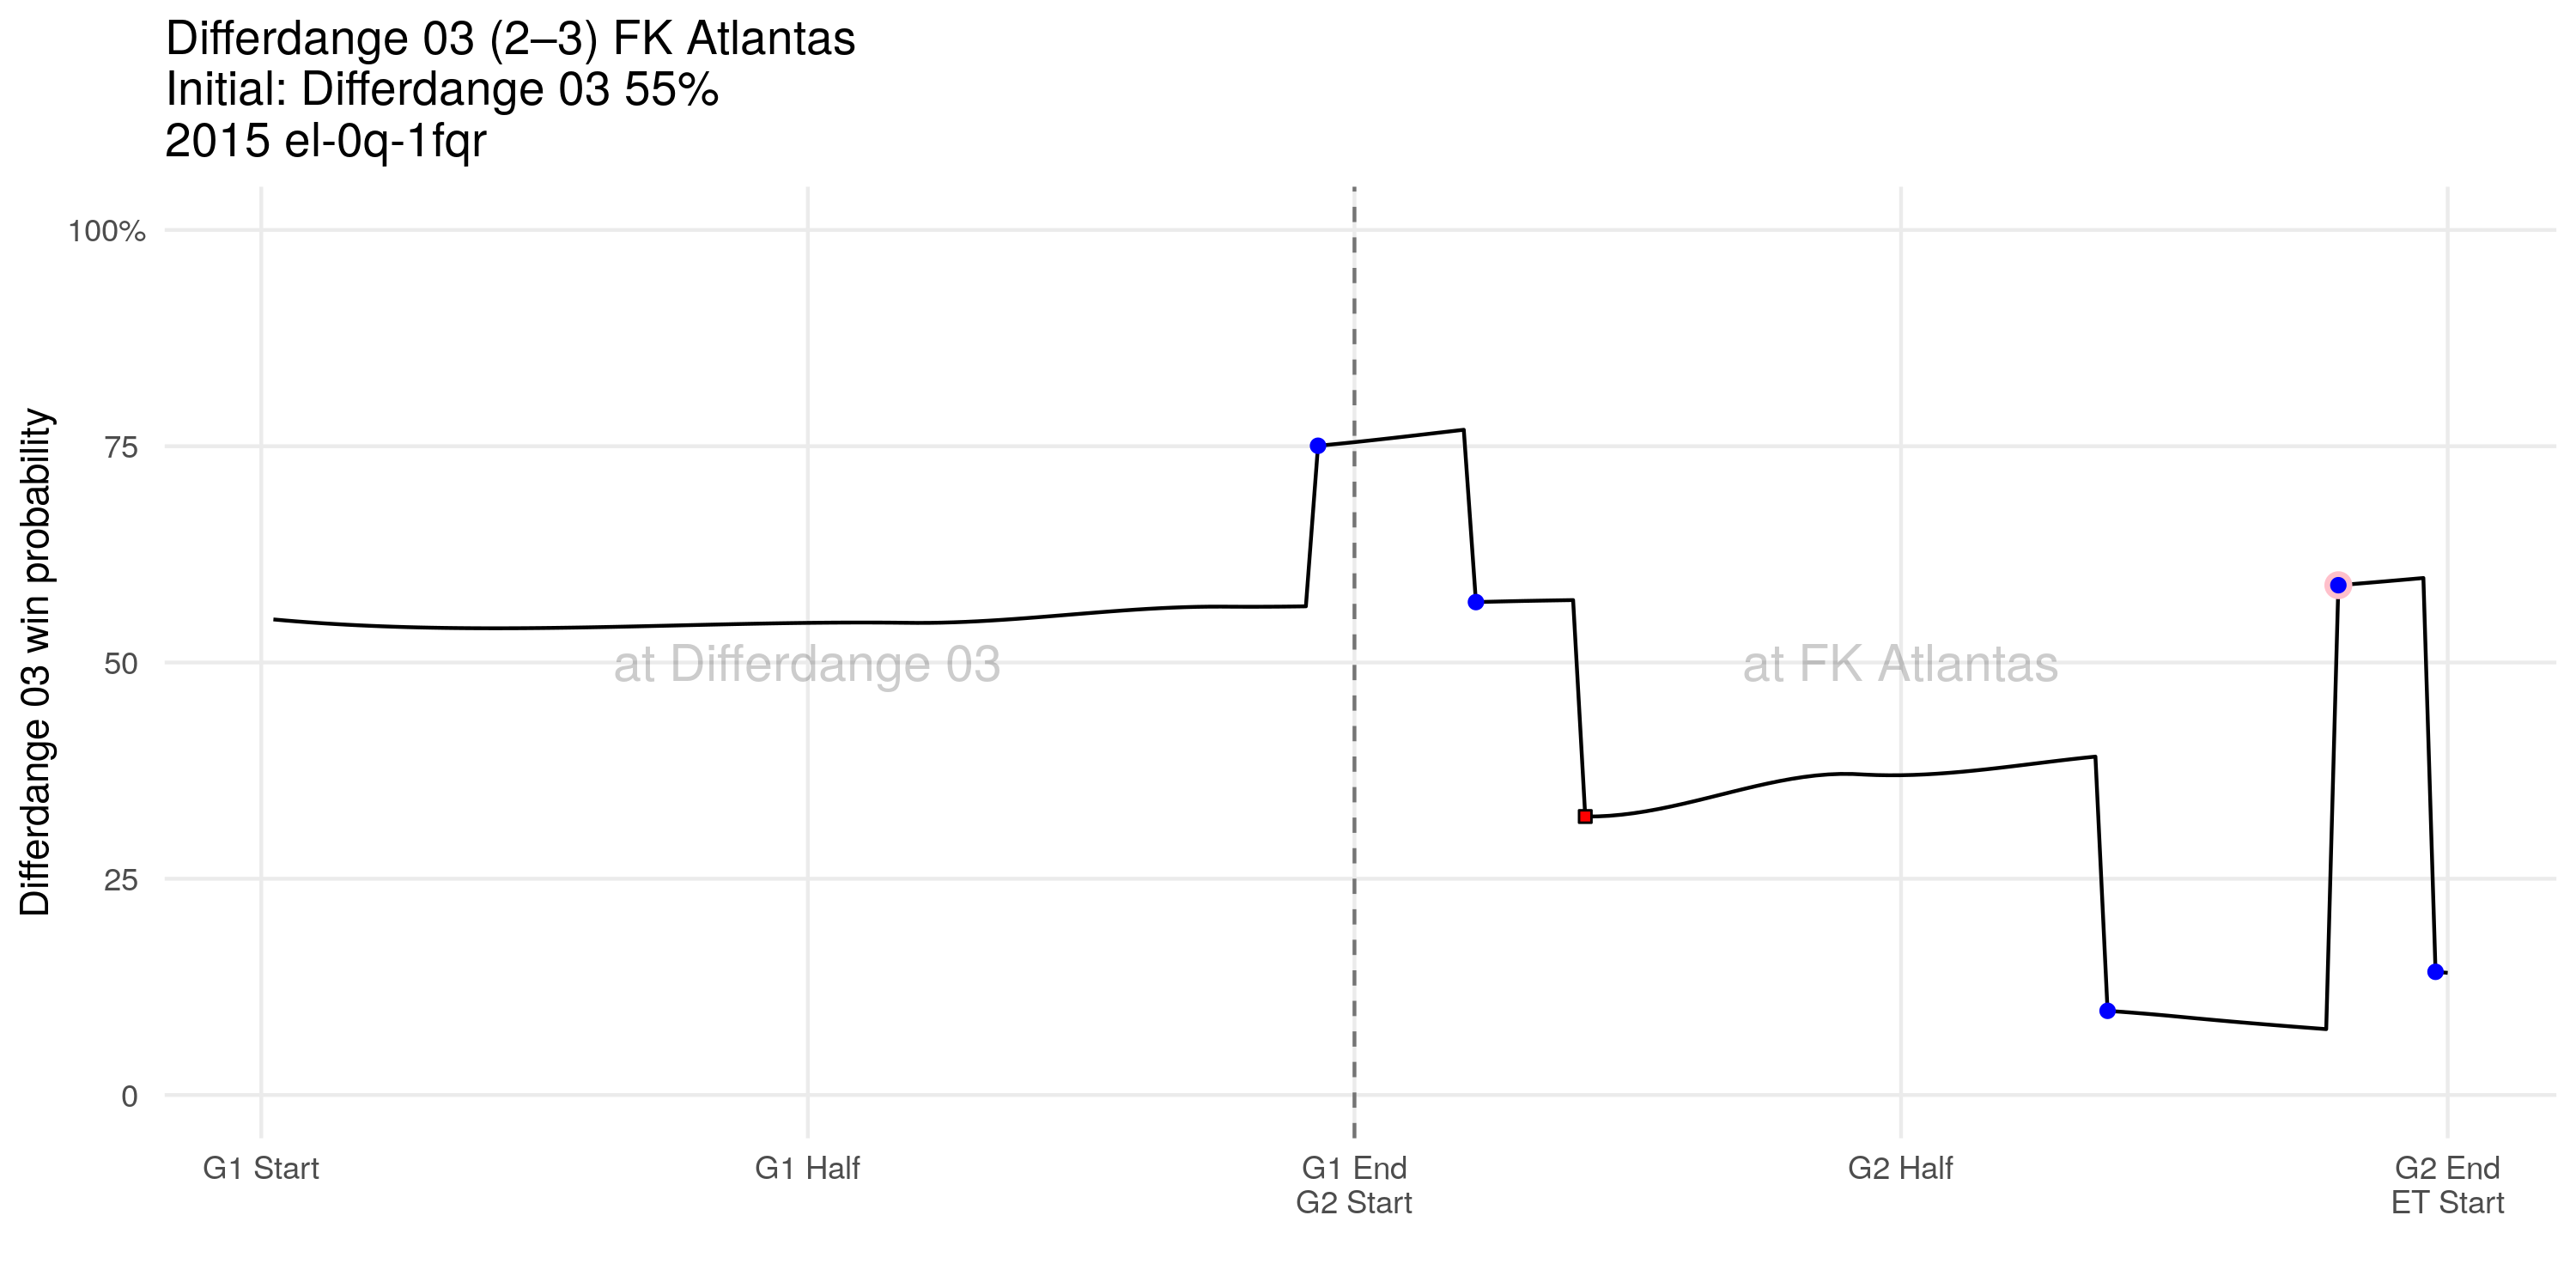 Differdange 03 (2–3) FK Atlantas
Initial: Differdange 03 55%
2015 el-0q-1fqr
Differdange 03 win probability
100%
75
50
25
0
at Differdange 03
at FK Atlantas
G1 Start
G1 Half
G1 End
G2 Start
G2 Half
G2 End
ET Start